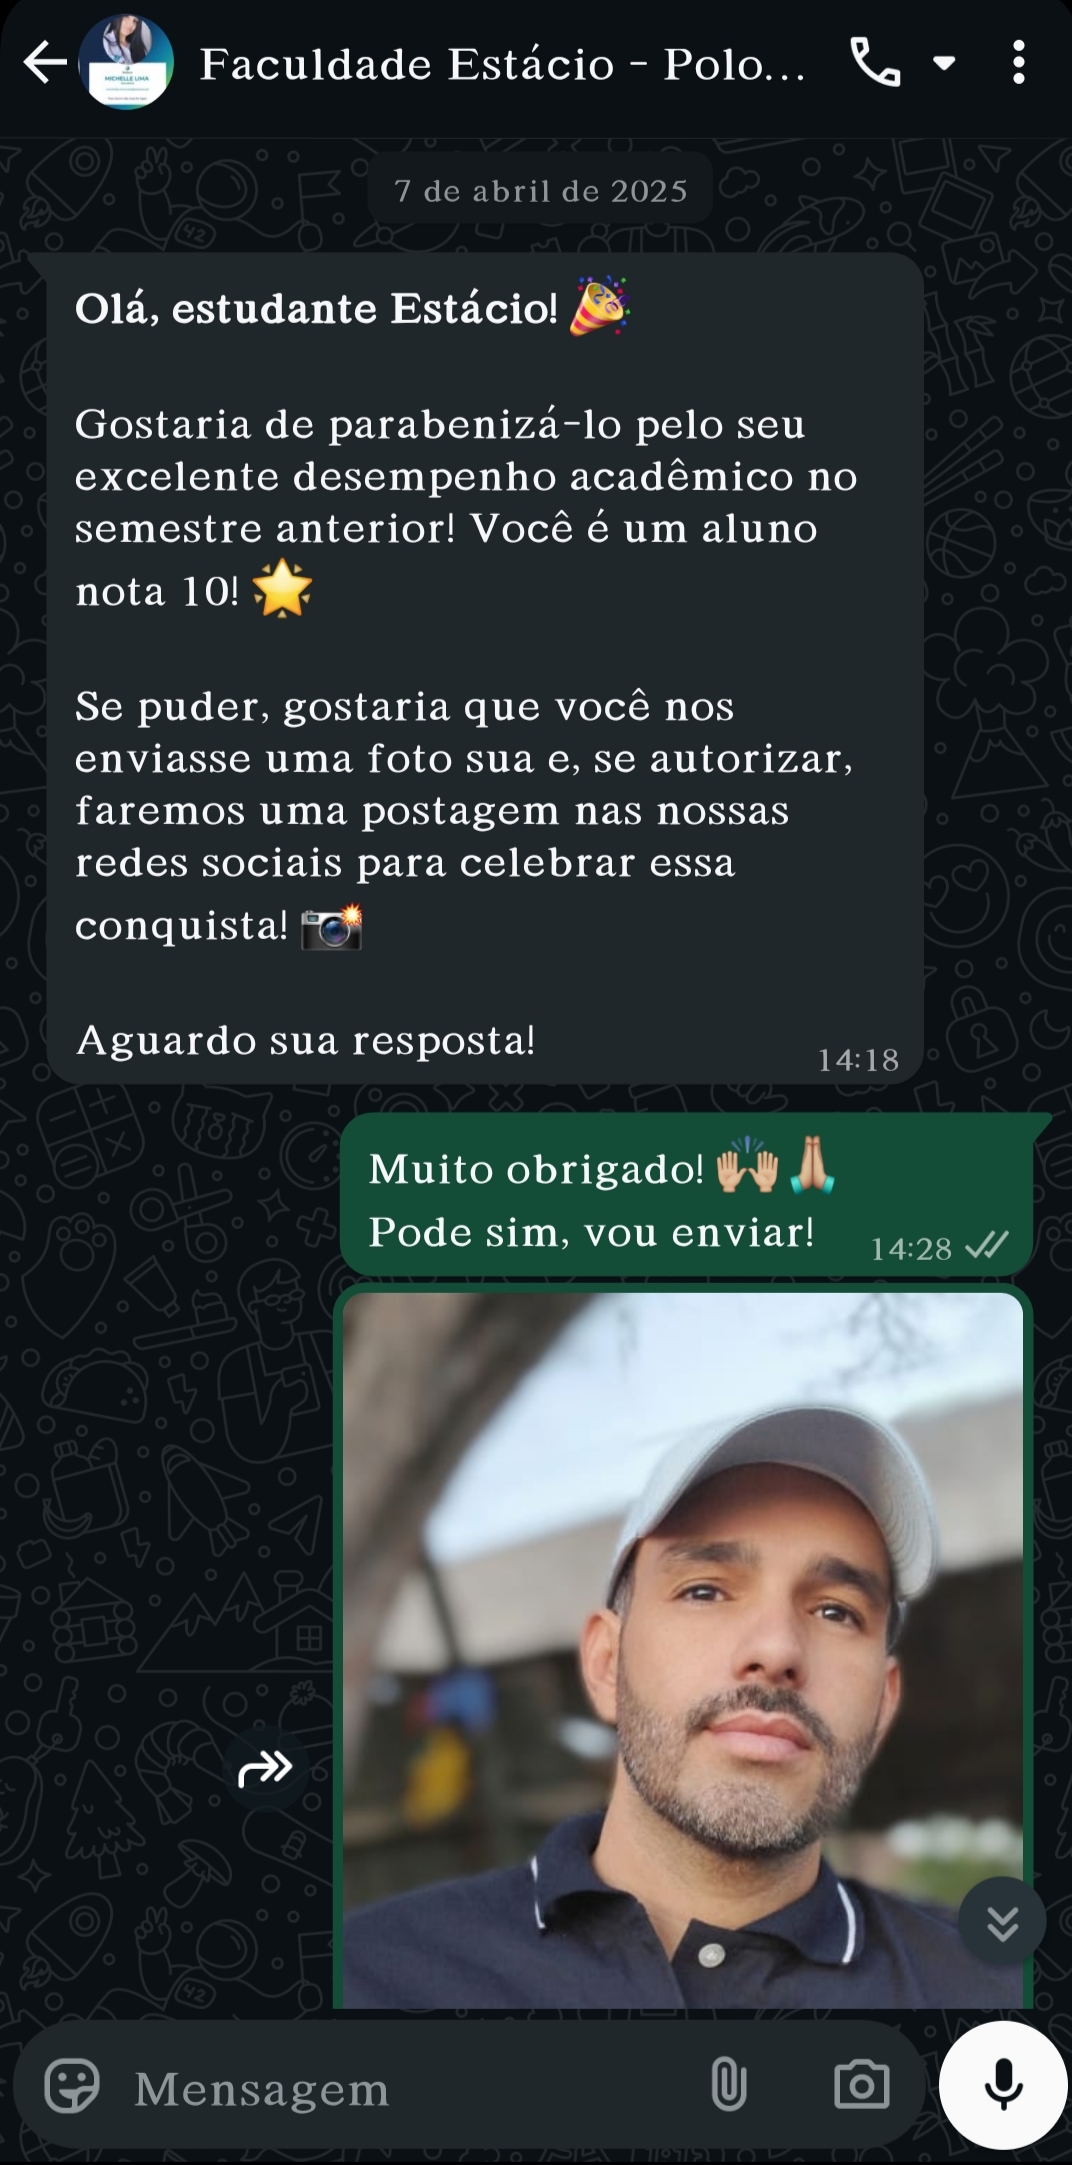 MICHELLE LIMA
Faculdade Estácio - Polo...
7 de abril de 2025
Olá, estudante Estácio! 🎉
Gostaria de parabenizá-lo pelo seu
excelente desempenho acadêmico no
semestre anterior! Você é um aluno
nota 10! 🌟
Se puder, gostaria que você nos
enviasse uma foto sua e, se autorizar,
faremos uma postagem nas nossas
redes sociais para celebrar essa
conquista! 📸
Aguardo sua resposta!
14:18
Muito obrigado! 🙌🏼🙏🏼
Pode sim, vou enviar!
14:28
Mensagem